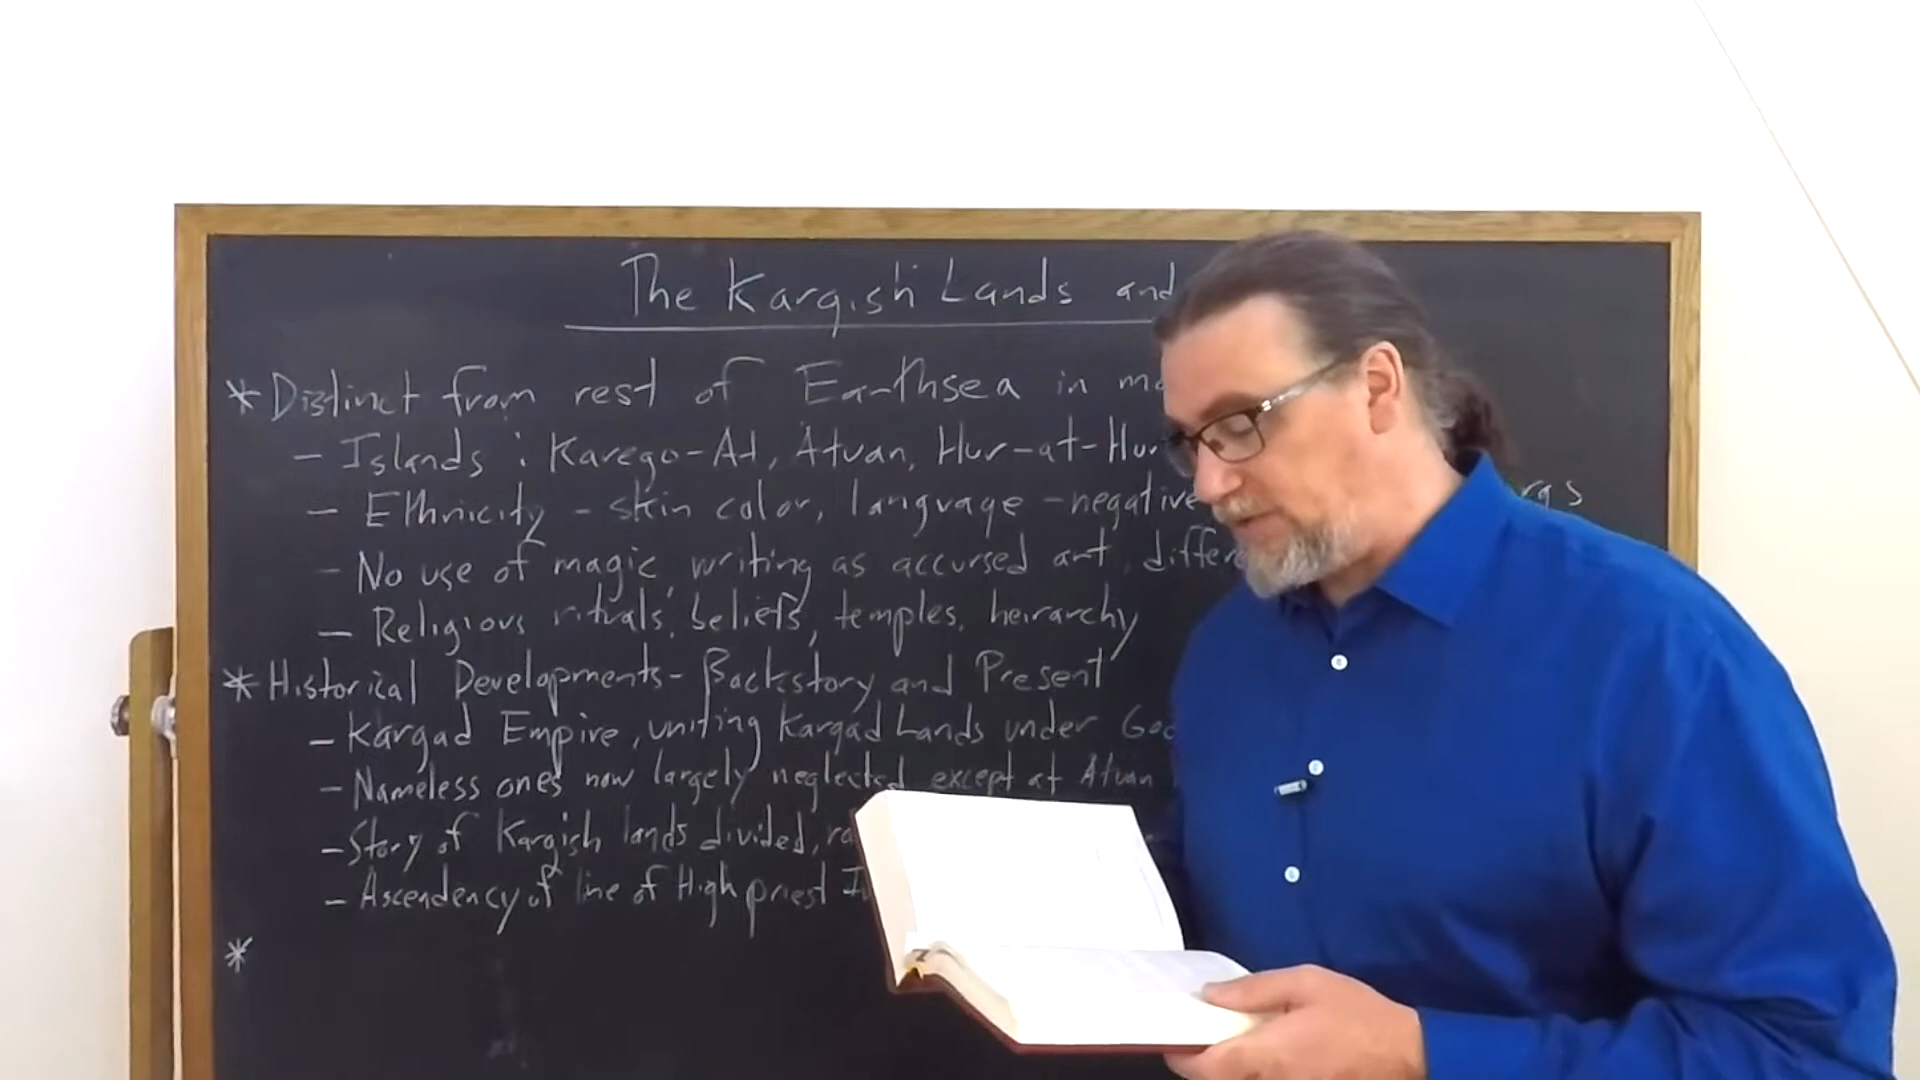 The Kargish Lands and
* Distinct from rest of Earthsea in
- Islands: Karego-At, Atuan, Hur-at-Hur
- Ethnicity - skin color, language - negative
- No use of magic, writing as accursed art,
- Religious rituals, beliefs, temples, heirarchy
* Historical Developments - Backstory and Present
- Kargad Empire, uniting Kargad Lands under
- Nameless ones now largely neglected except at Atuan
- Story of Kargish lands divided,
- Ascendency of line of High priest
*